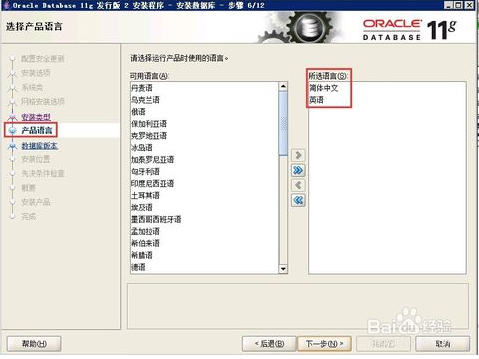 Oracle Database 11g 发行版 2 安装程序 - 安装数据库 - 步骤 6/12
选择产品语言
ORACLE
DATABASE
11g
配置安全更新
安装选项
系统类
网格安装选项
安装类型
产品语言
数据库版本
安装位置
先决条件检查
概要
安装产品
完成
请选择运行产品时使用的语言。
可用语言(A):
丹麦语
乌克兰语
俄语
保加利亚语
克罗地亚语
冰岛语
加泰罗尼亚语
匈牙利语
印度尼西亚语
土耳其语
埃及语
墨西哥西班牙语
孟加拉语
希伯来语
希腊语
德语
所选语言(S):
简体中文
英语
帮助(H)
< 后退(B)
下一步(N) >
取消
Baidu 经验